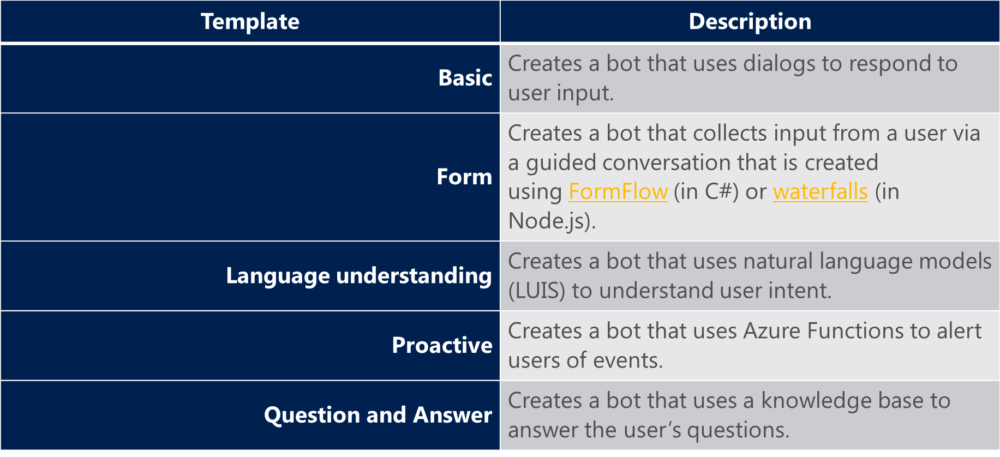 Template
Description
Basic
Creates a bot that uses dialogs to respond to
user input.
Form
Creates a bot that collects input from a user via
a guided conversation that is created
using FormFlow (in C#) or waterfalls (in
Node.js).
Language understanding
Creates a bot that uses natural language models
(LUIS) to understand user intent.
Proactive
Creates a bot that uses Azure Functions to alert
users of events.
Question and Answer
Creates a bot that uses a knowledge base to
answer the user’s questions.